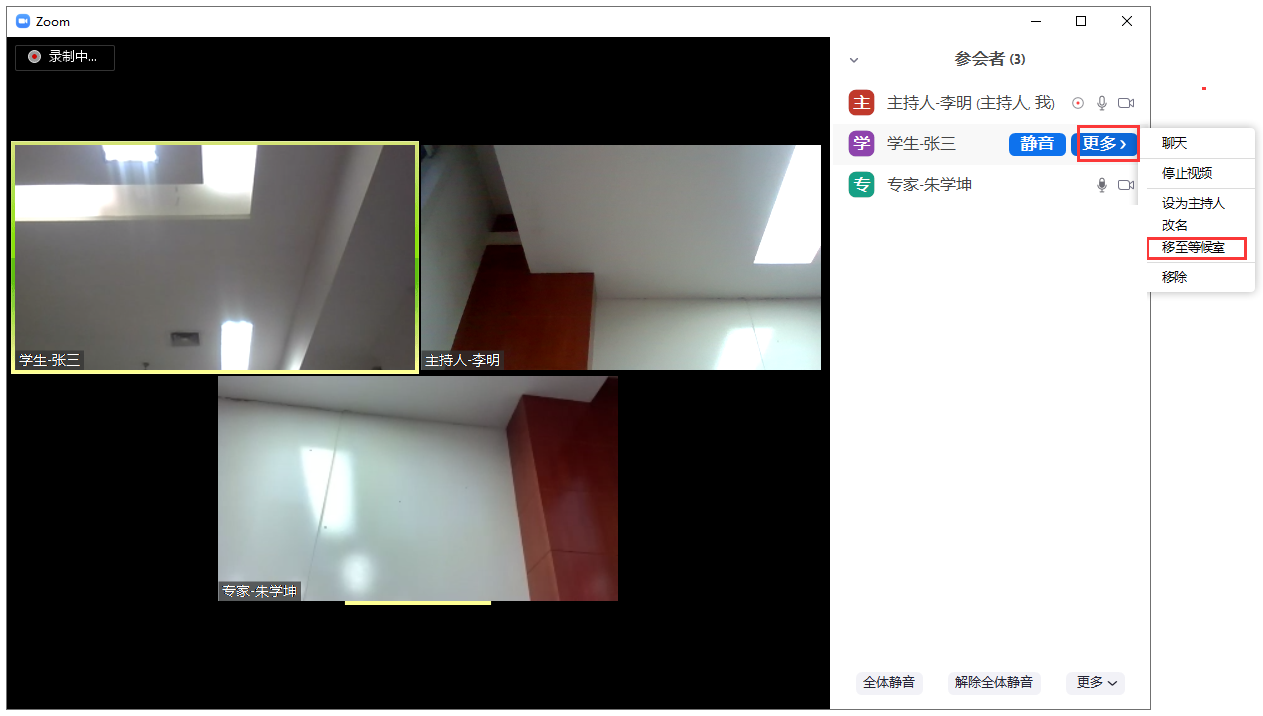 Zoom
录制中...
学生-张三
主持人-李明
专家-朱学坤
参会者 (3)
主 主持人-李明 (主持人, 我)
学 学生-张三 静音 更多 ›
专 专家-朱学坤
聊天
停止视频
设为主持人
改名
移至等候室
移除
全体静音 解除全体静音 更多